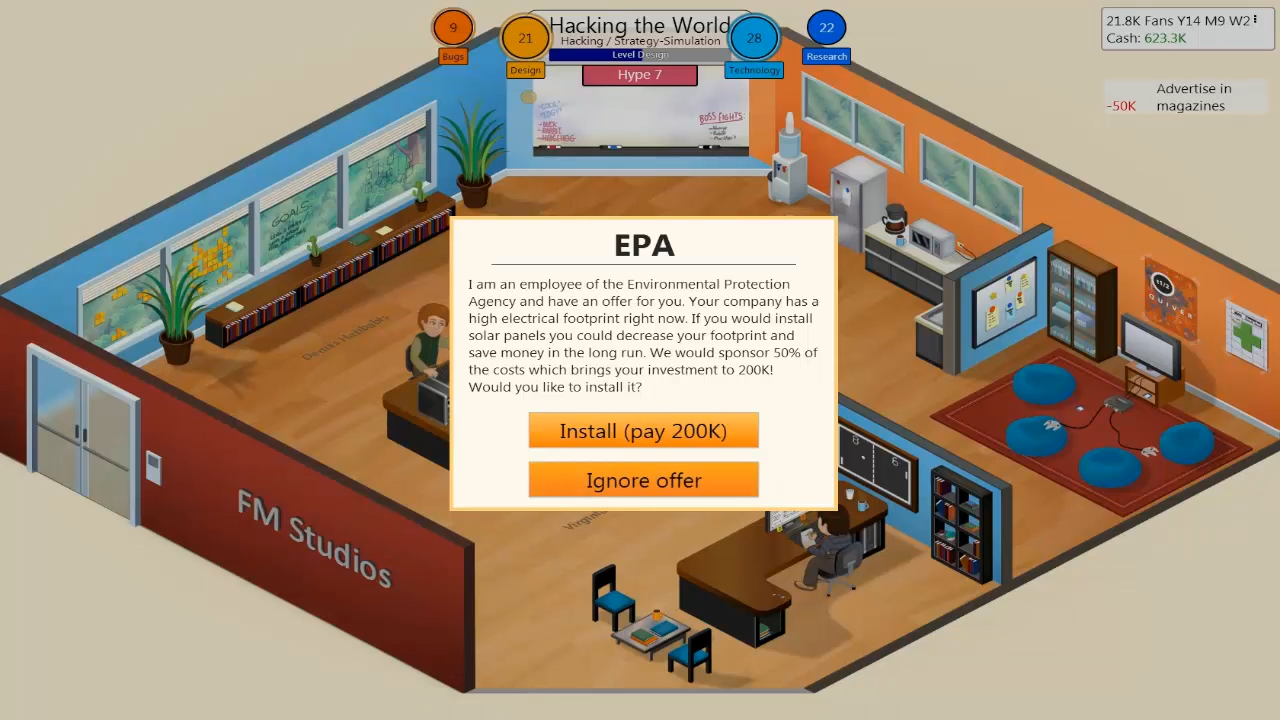 9
Bugs
21
Design
Hacking the World
Hacking / Strategy-Simulation
Level Design
Hype 7
28
Technology
22
Research
21.8K Fans Y14 M9 W2
Cash: 623.3K
-50K
Advertise in
magazines
BOSS FIGHTS:
GOALS:
EPA
I am an employee of the Environmental Protection
Agency and have an offer for you. Your company has a
high electrical footprint right now. If you would install
solar panels you could decrease your footprint and
save money in the long run. We would sponsor 50% of
the costs which brings your investment to 200K!
Would you like to install it?
Install (pay 200K)
Ignore offer
11/2
QUIVER
FM Studios